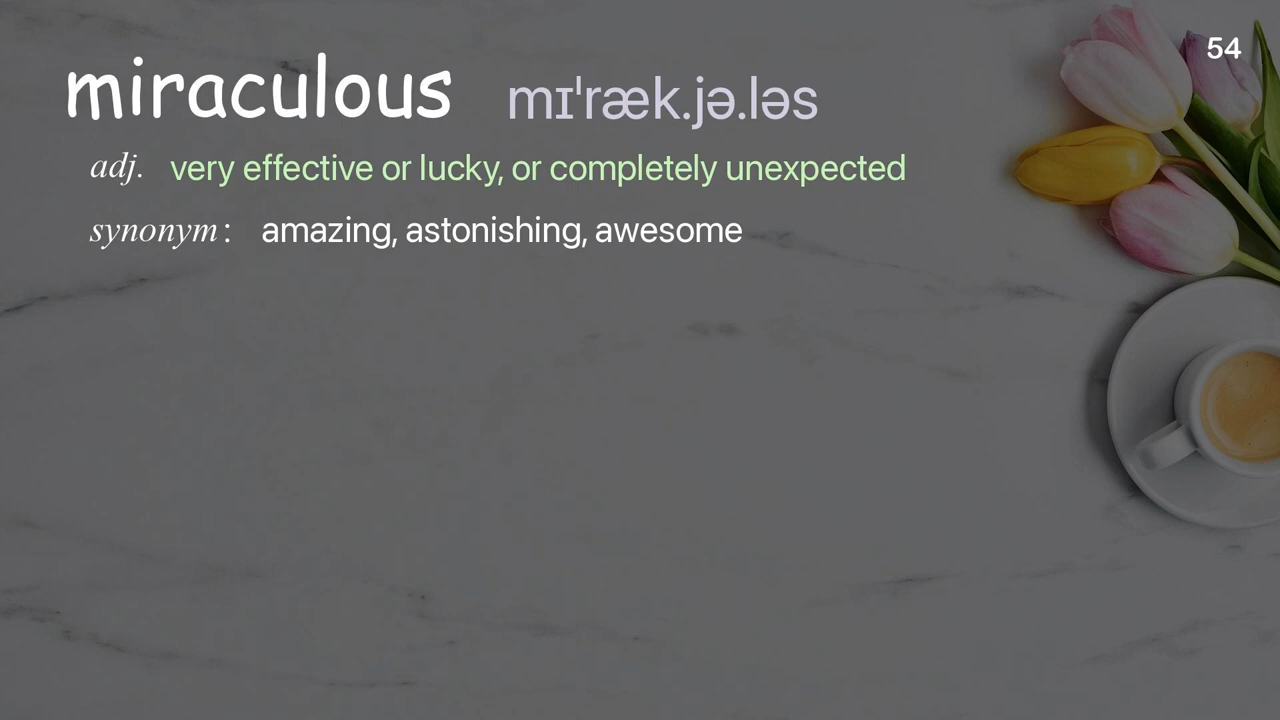 54
miraculous mɪˈræk.jə.ləs
adj. very effective or lucky, or completely unexpected
synonym : amazing, astonishing, awesome